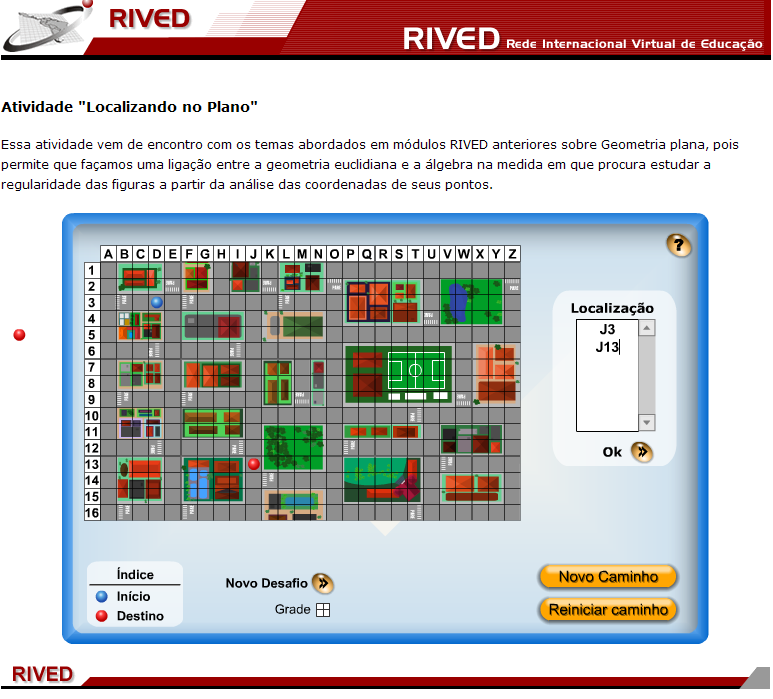 RIVED
RIVED Rede Internacional Virtual de Educação
Atividade "Localizando no Plano"
Essa atividade vem de encontro com os temas abordados em módulos RIVED anteriores sobre Geometria plana, pois
permite que façamos uma ligação entre a geometria euclidiana e a álgebra na medida em que procura estudar a
regularidade das figuras a partir da análise das coordenadas de seus pontos.
?
A B C D E F G H I J K L M N O P Q R S T U V W X Y Z
1
2
3
4
5
6
7
8
9
10
11
12
13
14
15
16
Localização
J3
J13
Ok
Índice
Início
Destino
Novo Desafio
Grade
Novo Caminho
Reiniciar caminho
RIVED